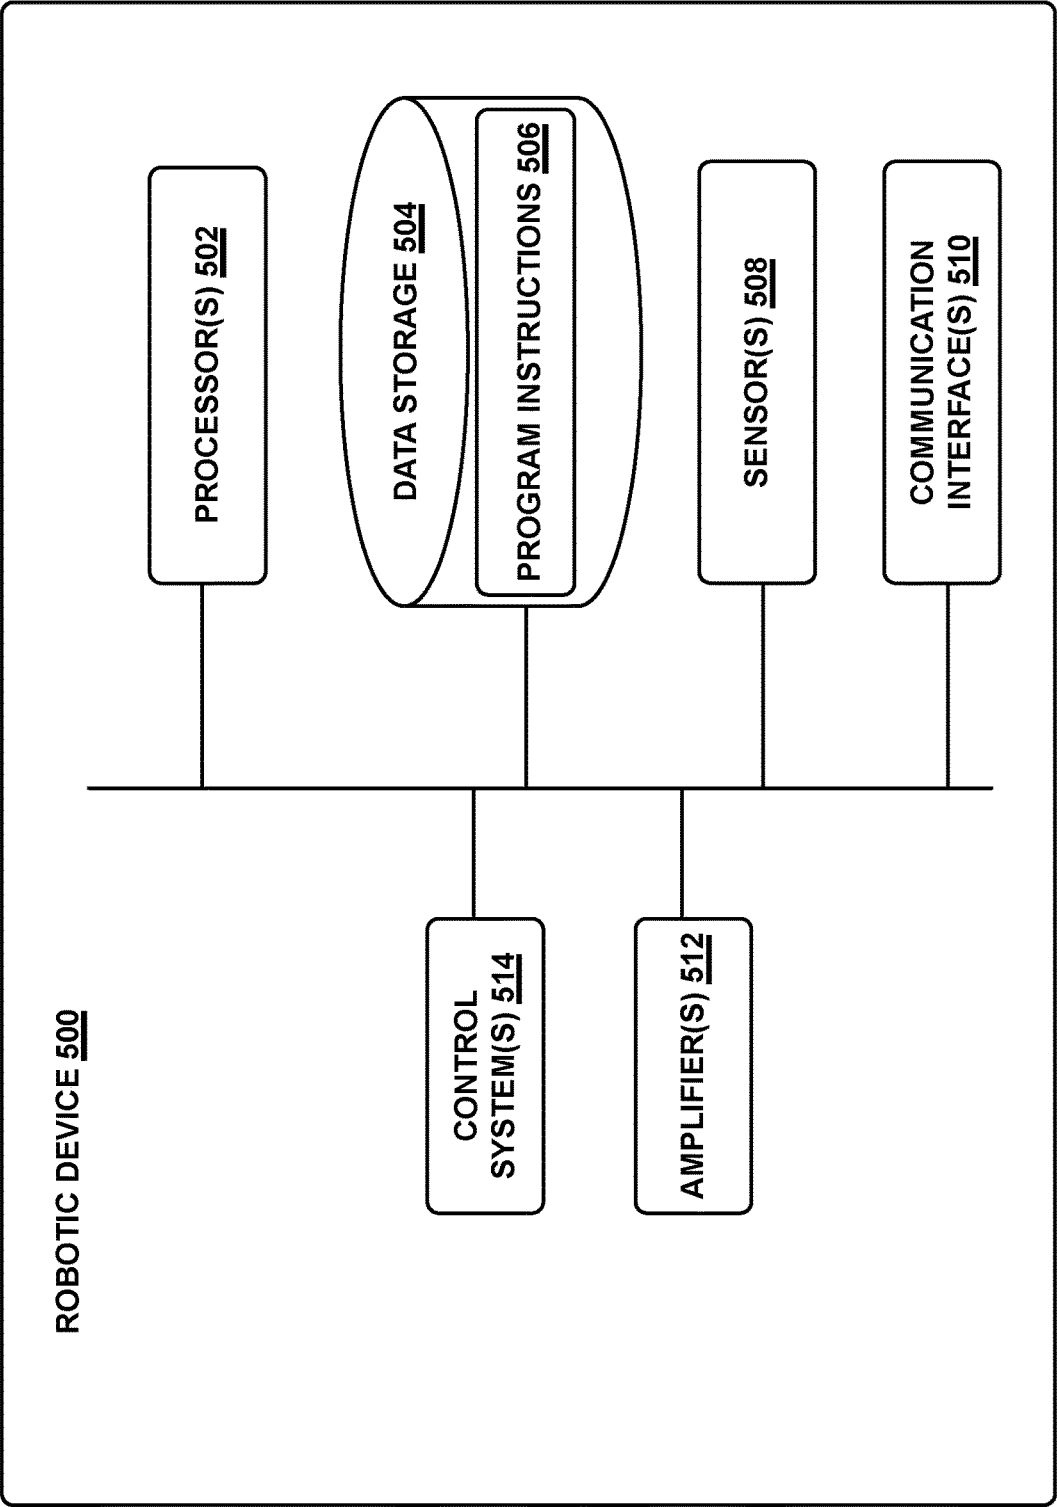 ROBOTIC DEVICE 500
PROCESSOR(S) 502
DATA STORAGE 504
PROGRAM INSTRUCTIONS 506
CONTROL
SYSTEM(S) 514
AMPLIFIER(S) 512
SENSOR(S) 508
COMMUNICATION
INTERFACE(S) 510